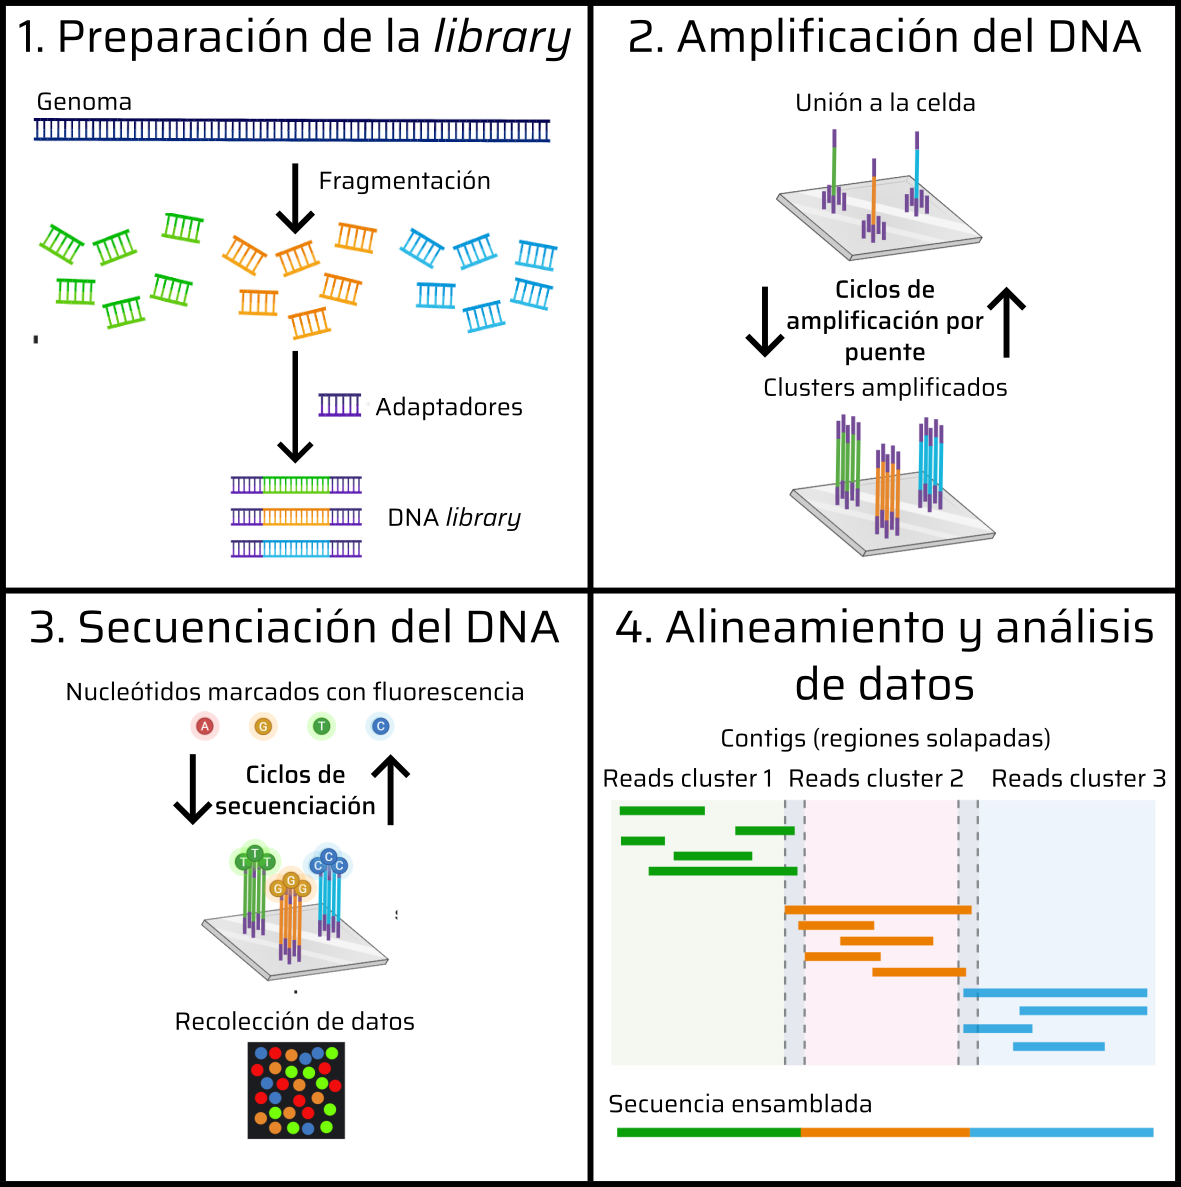 1. Preparación de la library
Genoma
Fragmentación
Adaptadores
DNA library
2. Amplificación del DNA
Unión a la celda
Ciclos de
amplificación por
puente
Clusters amplificados
3. Secuenciación del DNA
Nucleótidos marcados con fluorescencia
A G T C
Ciclos de
secuenciación
T T T
G G G
C C C
Recolección de datos
4. Alineamiento y análisis
de datos
Contigs (regiones solapadas)
Reads cluster 1 Reads cluster 2 Reads cluster 3
Secuencia ensamblada